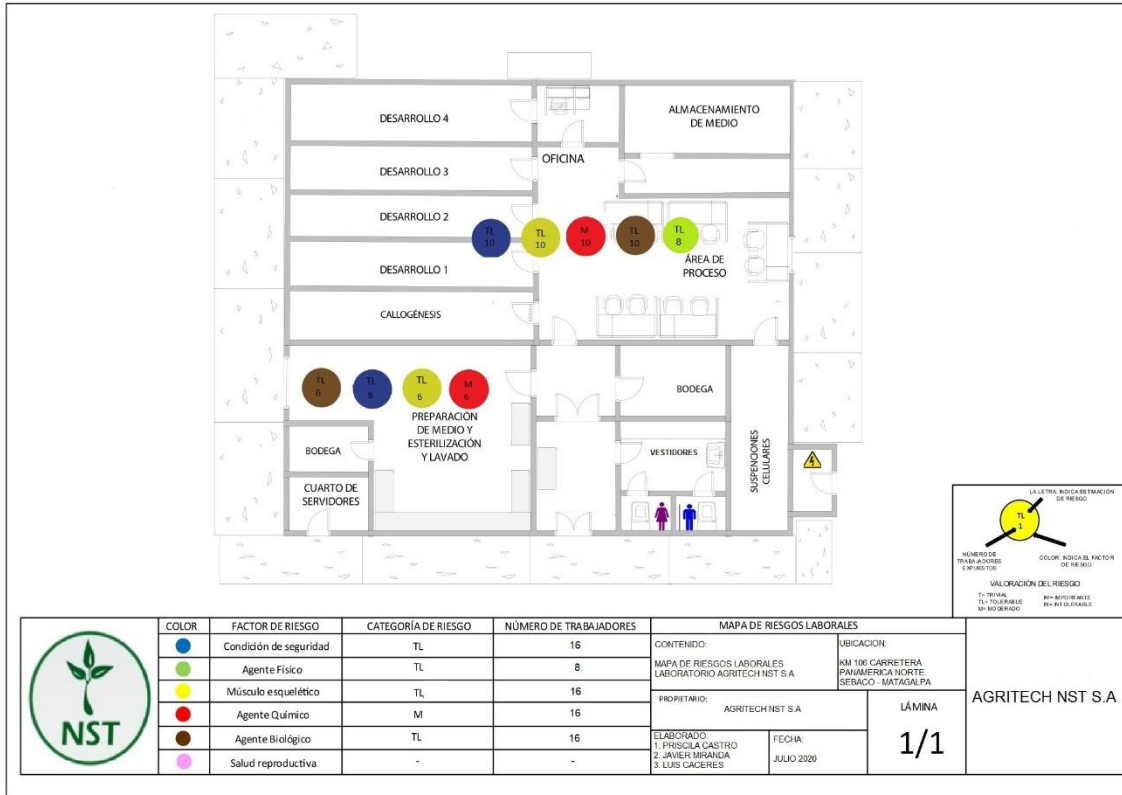 DESARROLLO 4
ALMACENAMIENTO
DE MEDIO
OFICINA
DESARROLLO 3
DESARROLLO 2
TL
10
TL
10
M
10
TL
10
TL
8
ÁREA DE
PROCESO
DESARROLLO 1
CALLOGÉNESIS
TL
6
TL
6
TL
6
M
6
PREPARACIÓN
DE MEDIO Y
ESTERILIZACIÓN
Y LAVADO
BODEGA
BODEGA
VESTIDORES
SUSPENCIONES
CELULARES
CUARTO DE
SERVIDORES
LA LETRA: INDICA ESTIMACIÓN
DE RIESGO
TL
1
NÚMERO DE
TRABAJADORES
EXPUESTOS
COLOR: INDICA EL FACTOR
DE RIESGO
VALORACIÓN DEL RIESGO
T= TRIVIAL
TL= TOLERABLE
M= MODERADO
IM= IMPORTANTE
IN= INTOLERABLE
NST
COLOR FACTOR DE RIESGO CATEGORÍA DE RIESGO NÚMERO DE TRABAJADORES
Condición de seguridad TL 16
Agente Físico TL 8
Músculo esquelético TL 16
Agente Químico M 16
Agente Biológico TL 16
Salud reproductiva - -
MAPA DE RIESGOS LABORALES
CONTENIDO:
MAPA DE RIESGOS LABORALES
LABORATORIO AGRITECH NST S.A
UBICACION:
KM 106 CARRETERA
PANAMERICA NORTE,
SEBACO - MATAGALPA
PROPIETARIO:
AGRITECH NST S.A
ELABORADO:
1. PRISCILA CASTRO
2. JAVIER MIRANDA
3. LUIS CACERES
FECHA:
JULIO 2020
LÁMINA
1/1
AGRITECH NST S.A